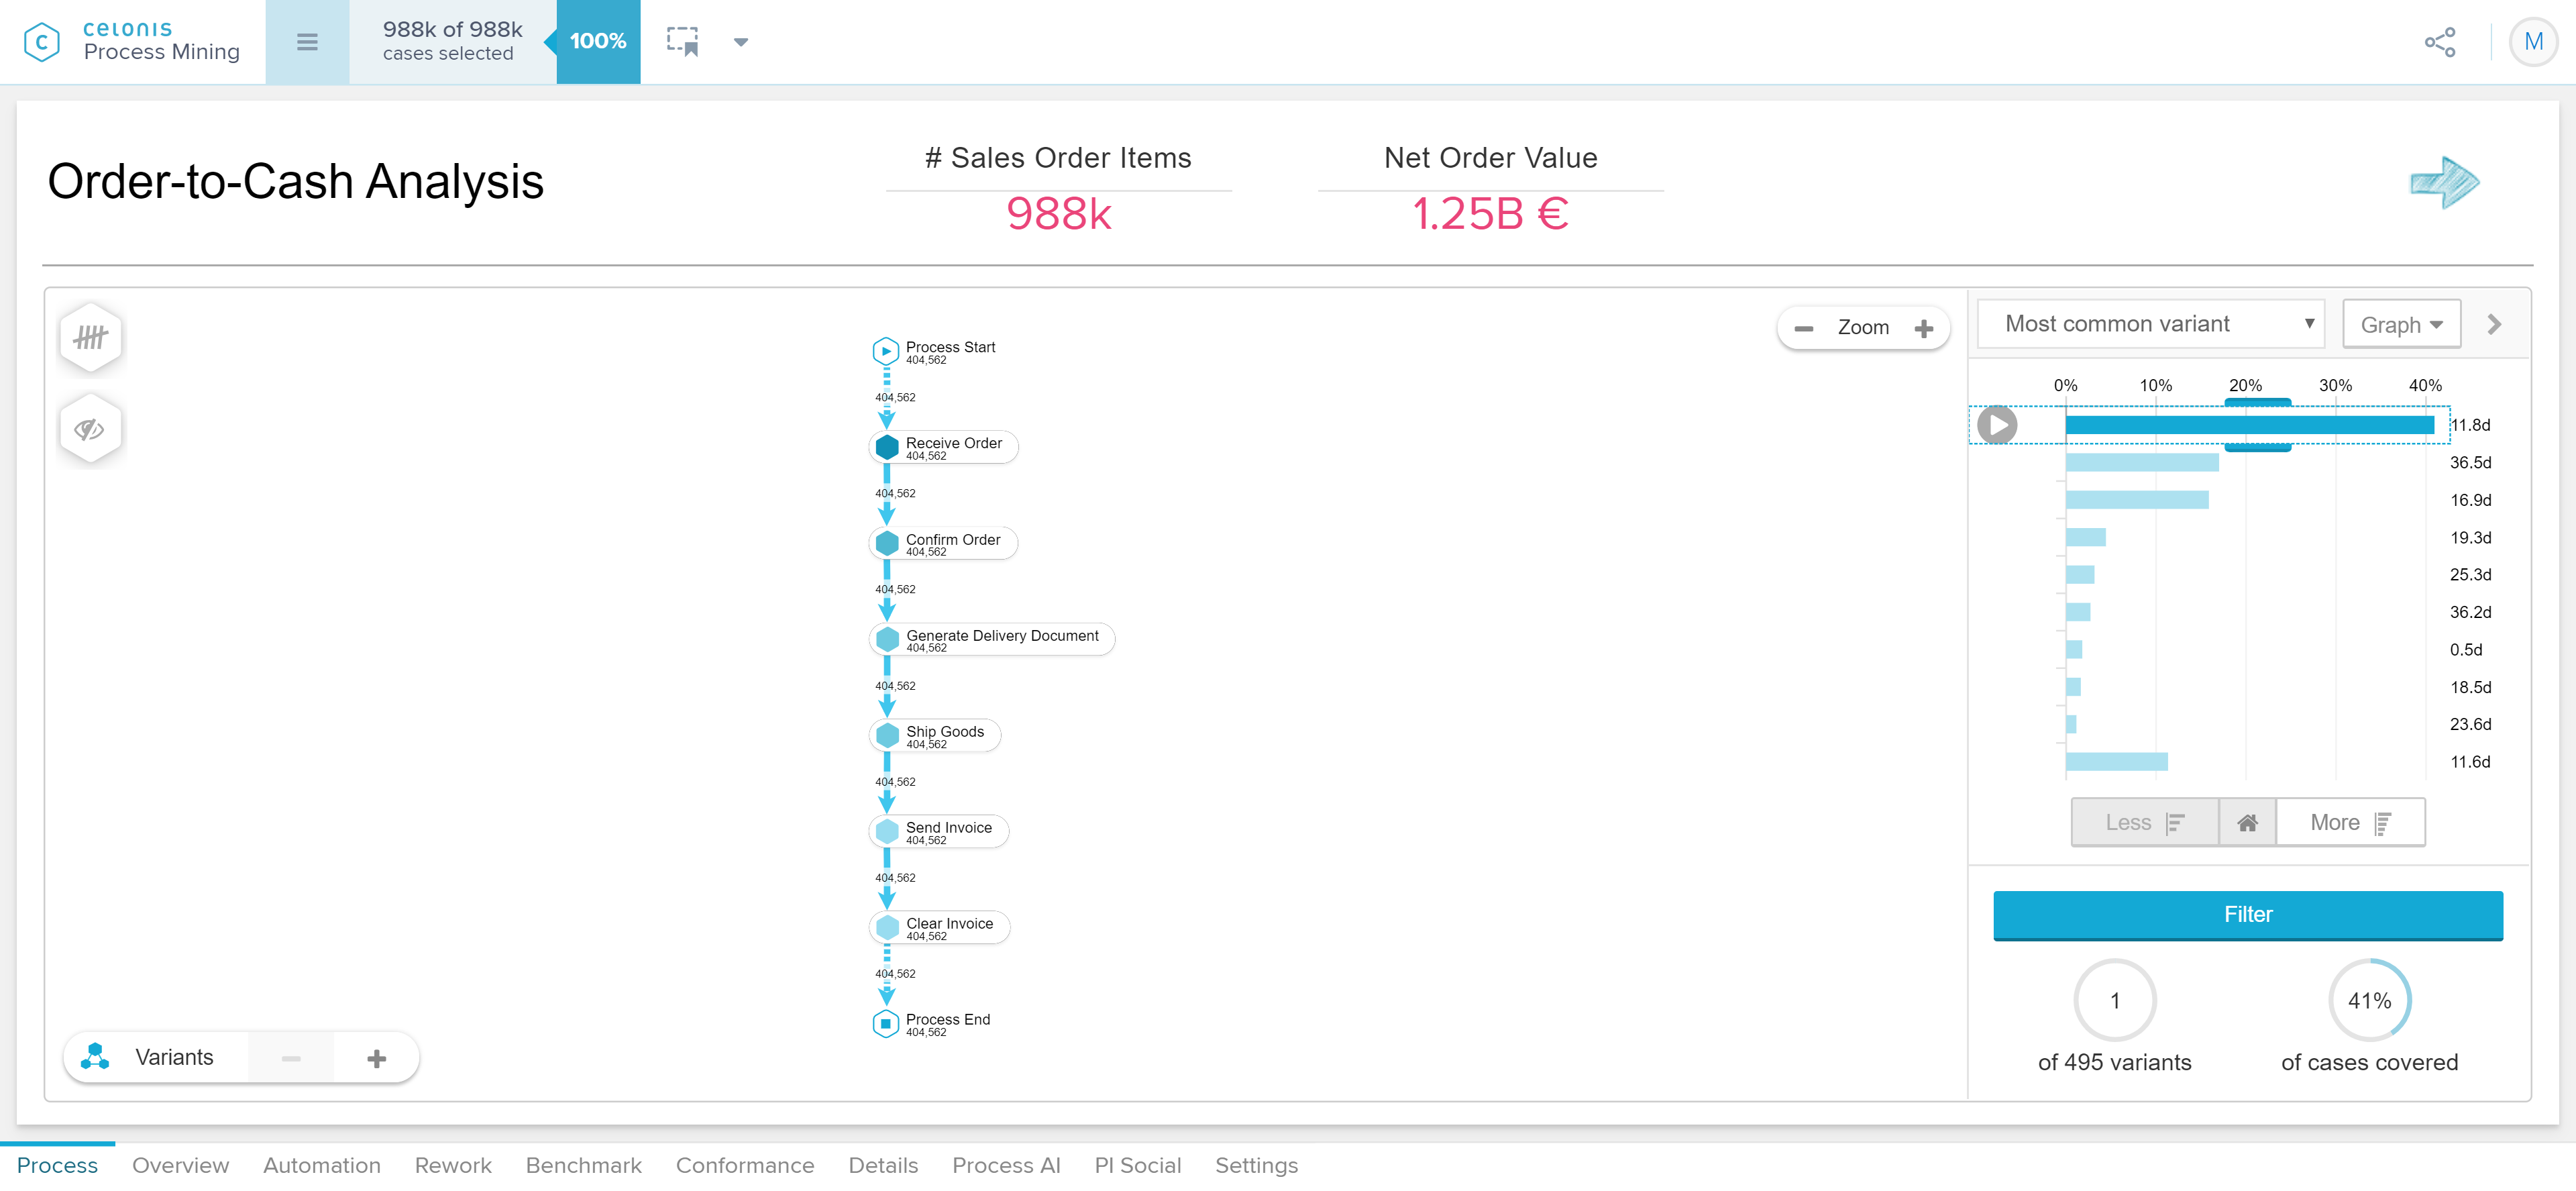 celonis
Process Mining
988k of 988k
cases selected
100%
M
Order-to-Cash Analysis
# Sales Order Items
988k
Net Order Value
1.25B €
Zoom
Process Start
404,562
404,562
Receive Order
404,562
404,562
Confirm Order
404,562
404,562
Generate Delivery Document
404,562
404,562
Ship Goods
404,562
404,562
Send Invoice
404,562
404,562
Clear Invoice
404,562
404,562
Process End
404,562
Variants
Most common variant
Graph
0% 10% 20% 30% 40%
11.8d
36.5d
16.9d
19.3d
25.3d
36.2d
0.5d
18.5d
23.6d
11.6d
Less
More
Filter
1
of 495 variants
41%
of cases covered
Process Overview Automation Rework Benchmark Conformance Details Process AI PI Social Settings